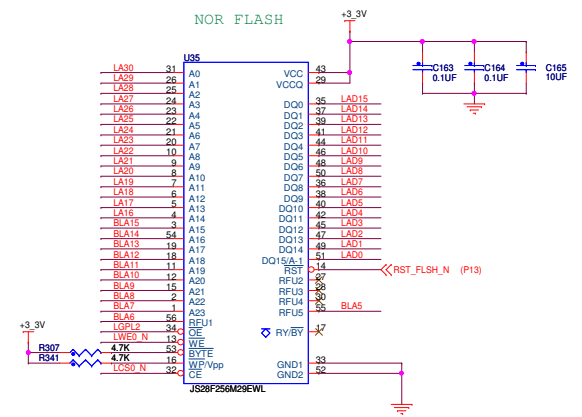 NOR FLASH
+3_3V
U35
C163 0.1UF
C164 0.1UF
C165 10UF
LA30 31 A0
LA29 26 A1
LA28 25 A2
LA27 24 A3
LA26 23 A4
LA25 22 A5
LA24 21 A6
LA23 20 A7
LA22 10 A8
LA21 9 A9
LA20 8 A10
LA19 7 A11
LA18 6 A12
LA17 5 A13
LA16 4 A14
BLA15 3 A15
BLA14 54 A16
BLA13 19 A17
BLA12 18 A18
BLA11 11 A19
BLA10 12 A20
BLA9 15 A21
BLA8 2 A22
BLA7 1 A23
BLA6 56 RFU1
LGPL2 34 OE
LWE0_N 13 WE
+3_3V
R307 4.7K 53 BYTE
R341 4.7K 16 WP/Vpp
LCS0_N 32 CE
VCC 43
VCCQ 29
DQ0 35 LAD15
DQ1 37 LAD14
DQ2 39 LAD13
DQ3 41 LAD12
DQ4 44 LAD11
DQ5 46 LAD10
DQ6 48 LAD9
DQ7 50 LAD8
DQ8 36 LAD7
DQ9 38 LAD6
DQ10 40 LAD5
DQ11 42 LAD4
DQ12 45 LAD3
DQ13 47 LAD2
DQ14 49 LAD1
DQ15/A-1 51 LAD0
RST 14 RST_FLSH_N (P13)
RFU2 27
RFU3 28
RFU4 30
RFU5 55 BLA5
RY/BY 17
GND1 33
GND2 52
JS28F256M29EWL